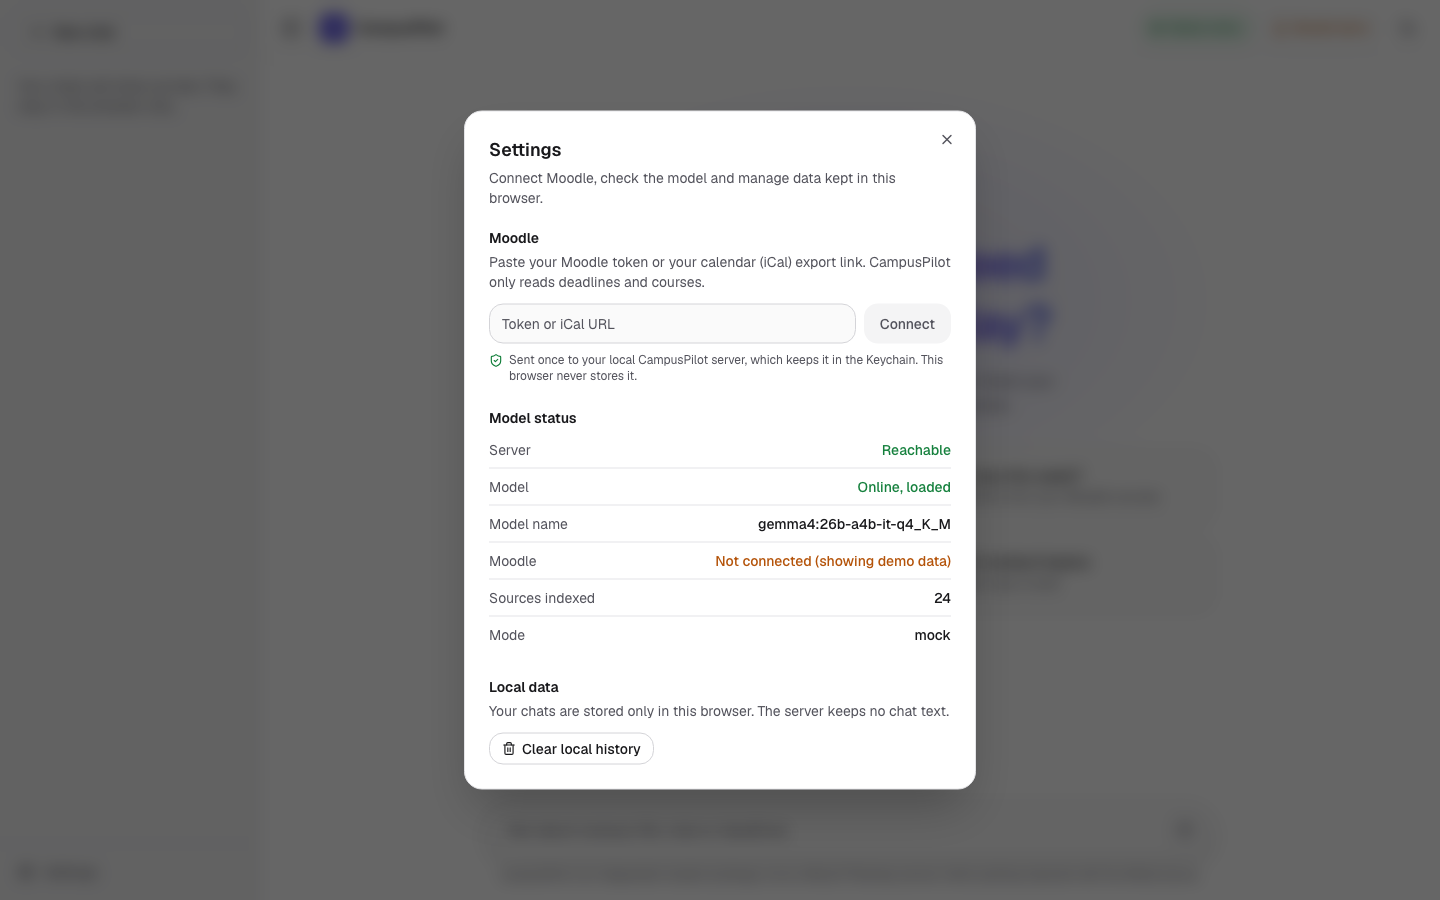 Settings
Connect Moodle, check the model and manage data kept in this
browser.
Moodle
Paste your Moodle token or your calendar (iCal) export link. CampusPilot
only reads deadlines and courses.
Token or iCal URL
Connect
Sent once to your local CampusPilot server, which keeps it in the Keychain. This
browser never stores it.
Model status
Server Reachable
Model Online, loaded
Model name gemma4:26b-a4b-it-q4_K_M
Moodle Not connected (showing demo data)
Sources indexed 24
Mode mock
Local data
Your chats are stored only in this browser. The server keeps no chat text.
Clear local history